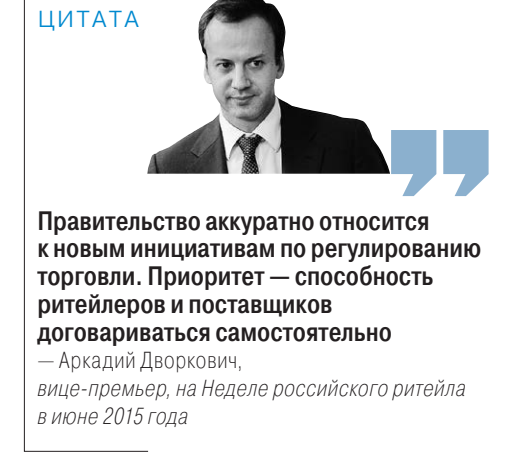 ЦИТАТА
Правительство аккуратно относится
к новым инициативам по регулированию
торговли. Приоритет — способность
ритейлеров и поставщиков
договариваться самостоятельно
— Аркадий Дворкович,
вице-премьер, на Неделе российского ритейла
в июне 2015 года